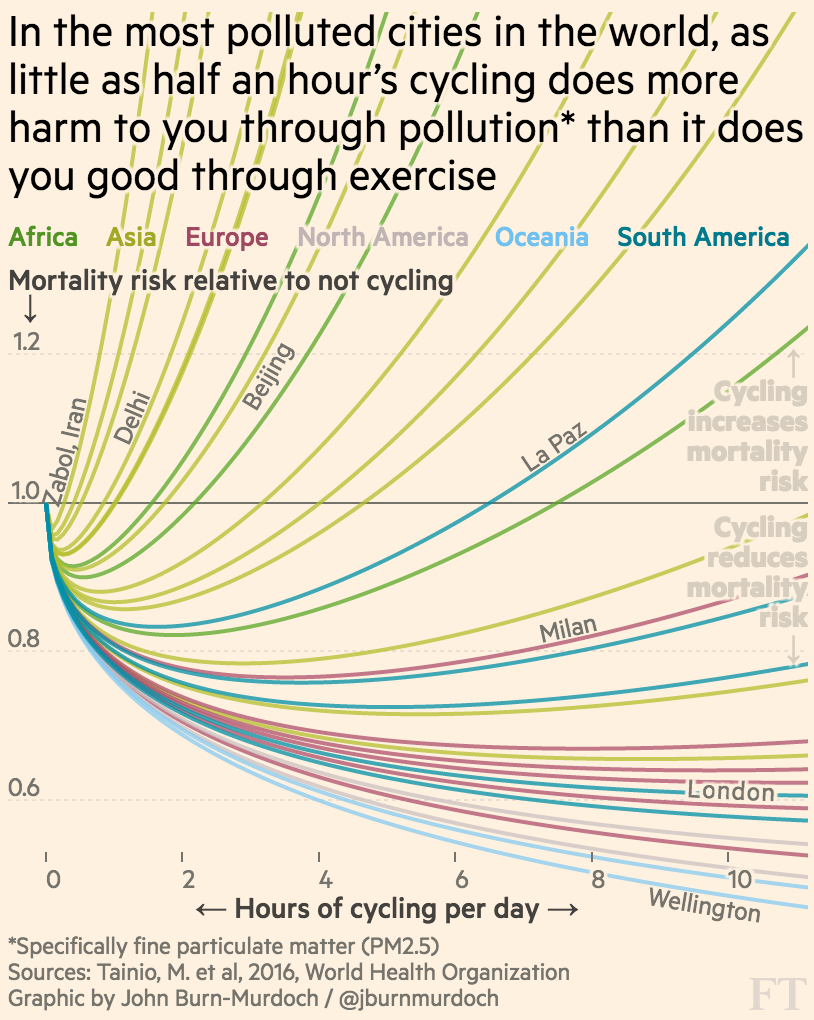 In the most polluted cities in the world, as
little as half an hour's cycling does more
harm to you through pollution* than it does
you good through exercise
Africa Asia Europe North America Oceania South America
Mortality risk relative to not cycling
↓
1.2
Zabol, Iran
Delhi
Beijing
La Paz
↑
Cycling
increases
mortality
risk
1.0
Cycling
reduces
mortality
risk
↓
Milan
0.8
0.6
London
Wellington
0 2 4 6 8 10
← Hours of cycling per day →
*Specifically fine particulate matter (PM2.5)
Sources: Tainio, M. et al, 2016, World Health Organization
Graphic by John Burn-Murdoch / @jburnmurdoch
FT